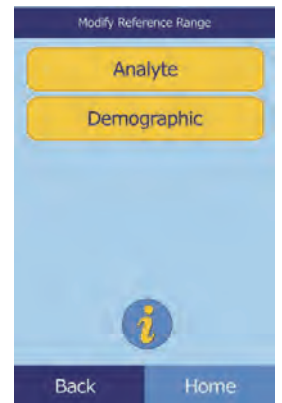 Modify Reference Range
Analyte
Demographic
i
Back Home